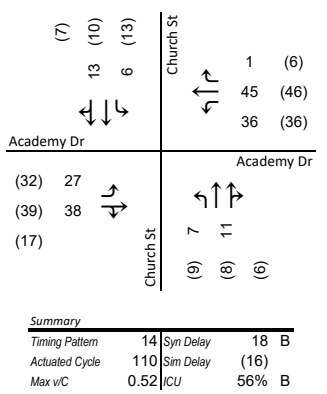 (7) (10) (13)
13 6
Church St
1 (6)
45 (46)
36 (36)
Academy Dr
Academy Dr
(32) 27
(39) 38
(17)
Church St
7 11
(9) (8) (6)
Summary
Timing Pattern 14 Syn Delay 18 B
Actuated Cycle 110 Sim Delay (16)
Max v/C 0.52 ICU 56% B